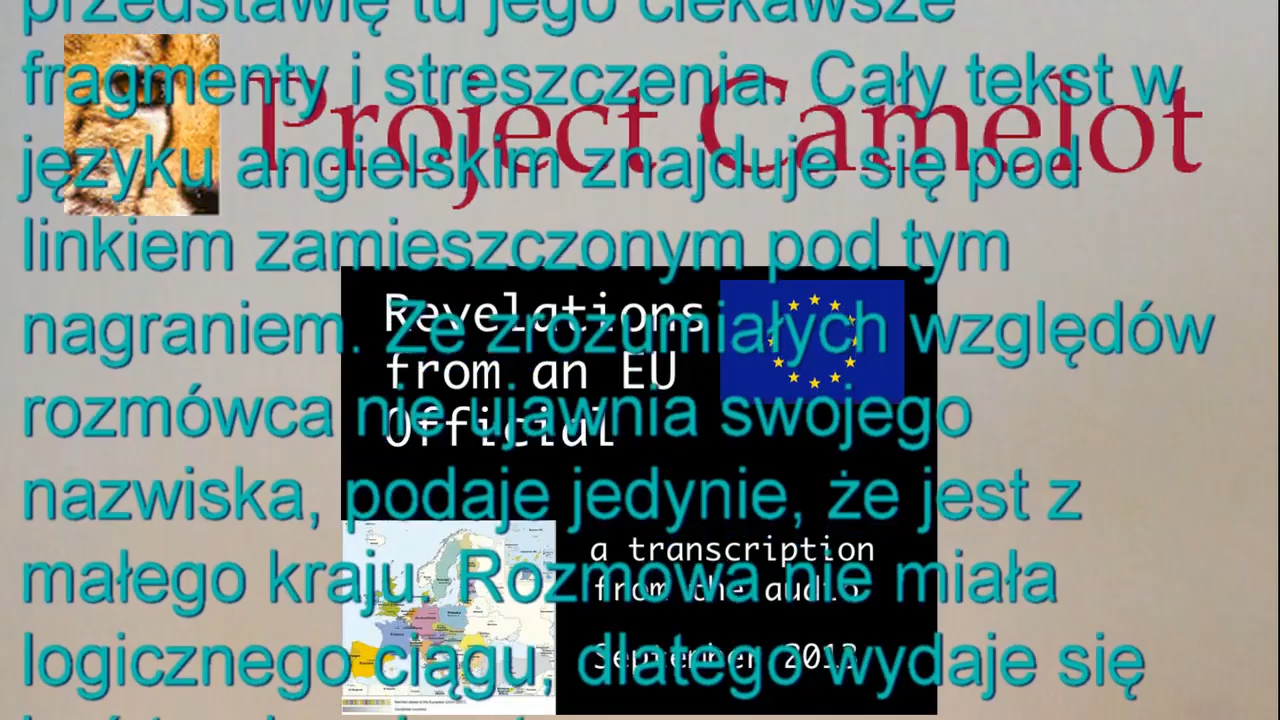 przedstawię tu jego ciekawsze
fragmenty i streszczenia. Cały tekst w
języku angielskim znajduje się pod
linkiem zamieszczonym pod tym
nagraniem. Ze zrozumiałych względów
rozmówca nie ujawnia swojego
nazwiska, podaje jedynie, że jest z
małego kraju. Rozmowa nie miała
logicznego ciągu, dlatego wydaje się
Project Camelot
Revelations
from an EU
Official
a transcription
from the audio
September 2013